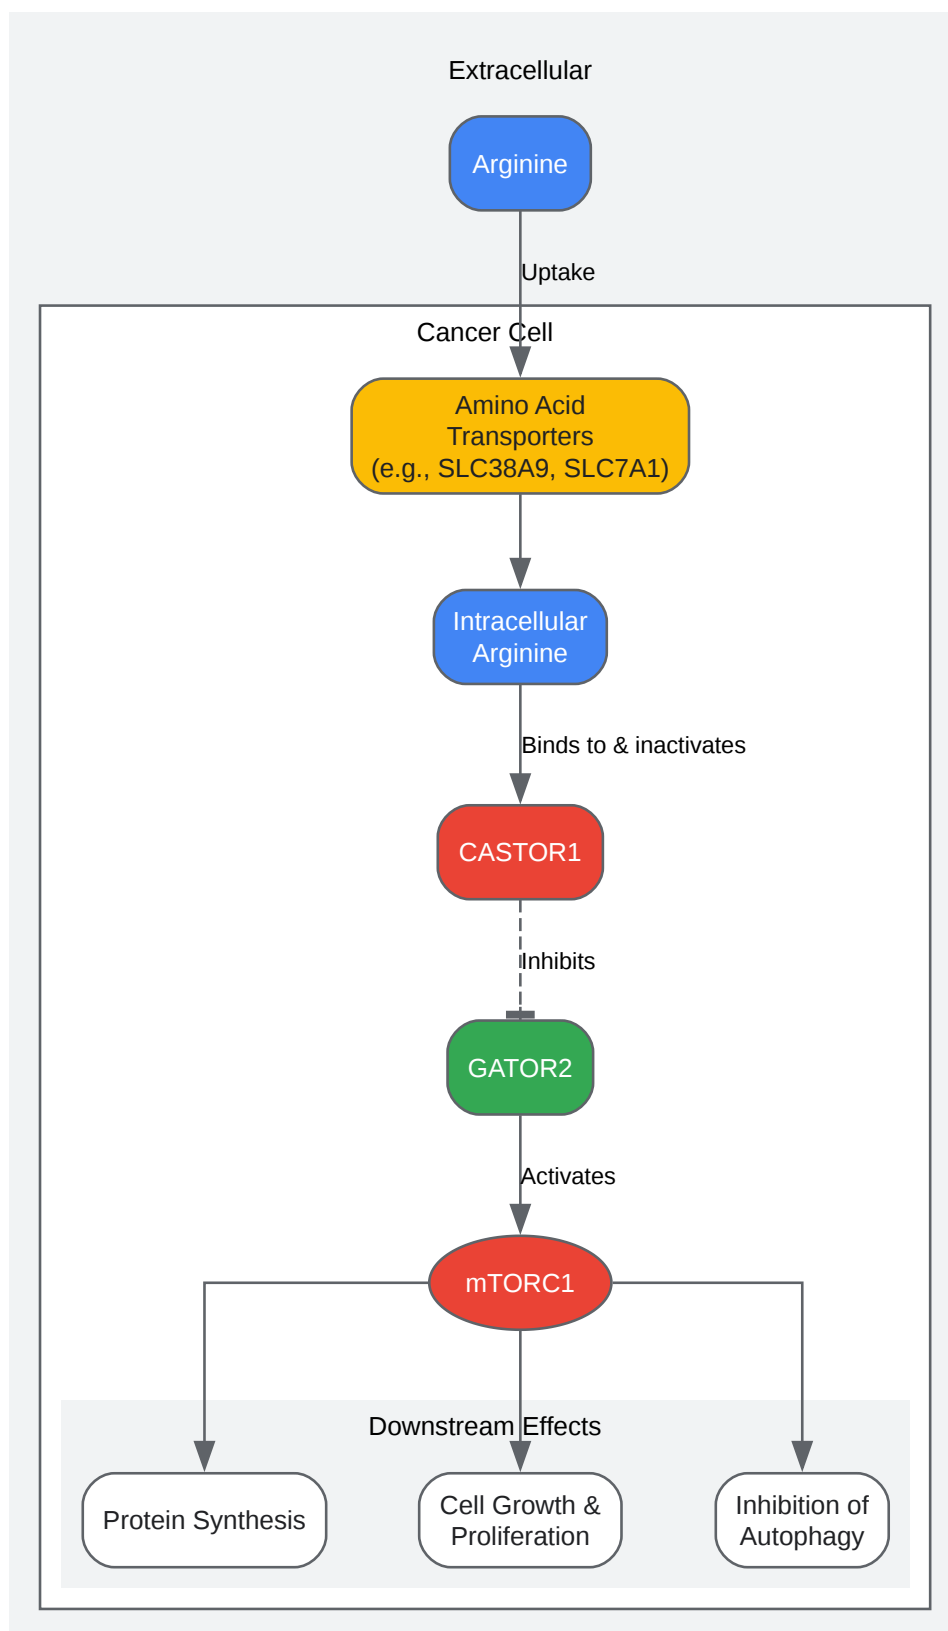 Extracellular
Arginine
Uptake
Cancer Cell
Amino Acid
Transporters
(e.g., SLC38A9, SLC7A1)
Intracellular
Arginine
Binds to & inactivates
CASTOR1
Inhibits
GATOR2
Activates
mTORC1
Downstream Effects
Protein Synthesis
Cell Growth &
Proliferation
Inhibition of
Autophagy